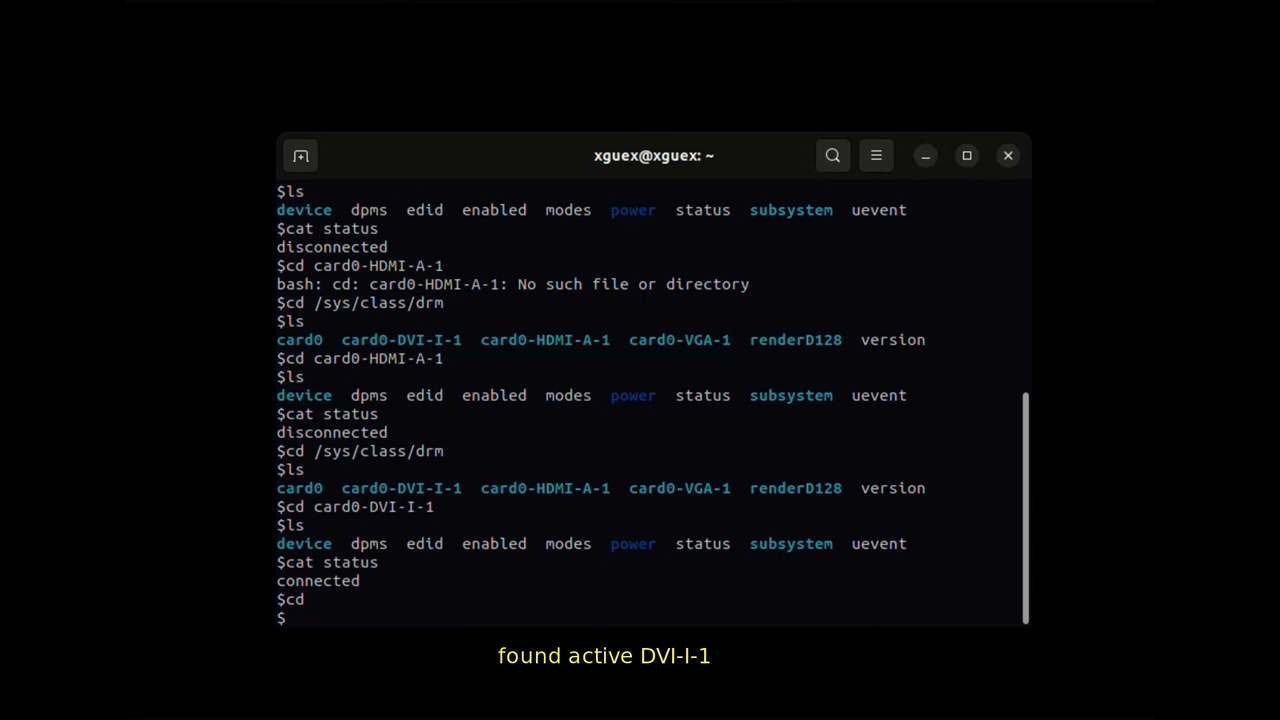 xguex@xguex: ~
$ls
device  dpms  edid  enabled  modes  power  status  subsystem  uevent
$cat status
disconnected
$cd card0-HDMI-A-1
bash: cd: card0-HDMI-A-1: No such file or directory
$cd /sys/class/drm
$ls
card0  card0-DVI-I-1  card0-HDMI-A-1  card0-VGA-1  renderD128  version
$cd card0-HDMI-A-1
$ls
device  dpms  edid  enabled  modes  power  status  subsystem  uevent
$cat status
disconnected
$cd /sys/class/drm
$ls
card0  card0-DVI-I-1  card0-HDMI-A-1  card0-VGA-1  renderD128  version
$cd card0-DVI-I-1
$ls
device  dpms  edid  enabled  modes  power  status  subsystem  uevent
$cat status
connected
$cd
$
found active DVI-I-1